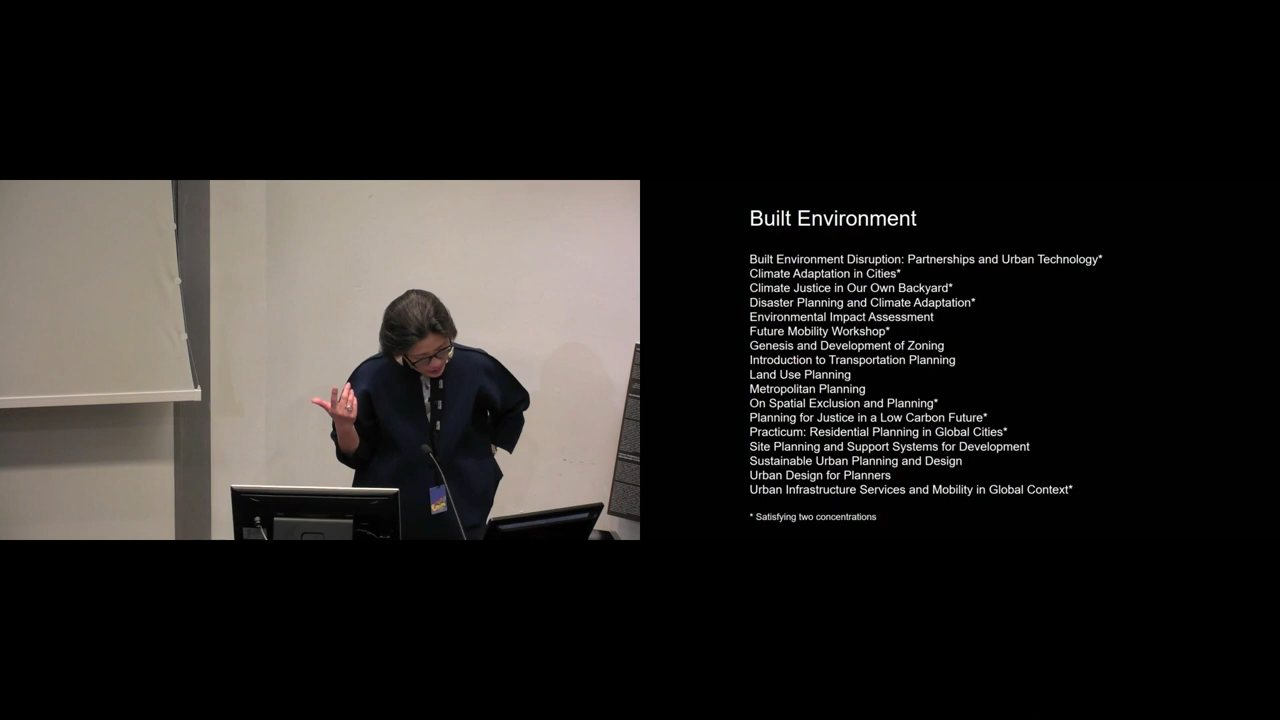 Built Environment
Built Environment Disruption: Partnerships and Urban Technology*
Climate Adaptation in Cities*
Climate Justice in Our Own Backyard*
Disaster Planning and Climate Adaptation*
Environmental Impact Assessment
Future Mobility Workshop*
Genesis and Development of Zoning
Introduction to Transportation Planning
Land Use Planning
Metropolitan Planning
On Spatial Exclusion and Planning*
Planning for Justice in a Low Carbon Future*
Practicum: Residential Planning in Global Cities*
Site Planning and Support Systems for Development
Sustainable Urban Planning and Design
Urban Design for Planners
Urban Infrastructure Services and Mobility in Global Context*
* Satisfying two concentrations